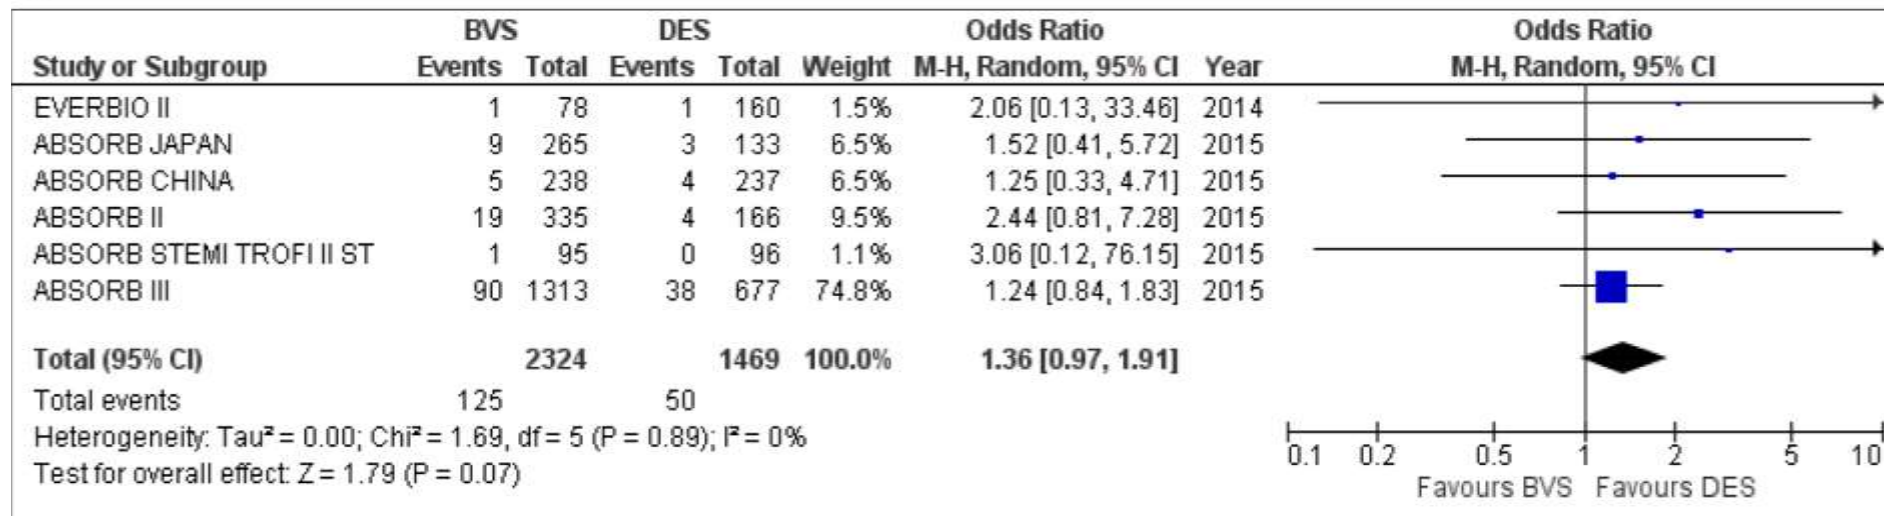 BVS DES Odds Ratio Odds Ratio
Study or Subgroup Events Total Events Total Weight M-H, Random, 95% CI Year M-H, Random, 95% CI
EVERBIO II 1 78 1 160 1.5% 2.06 [0.13, 33.46] 2014
ABSORB JAPAN 9 265 3 133 6.5% 1.52 [0.41, 5.72] 2015
ABSORB CHINA 5 238 4 237 6.5% 1.25 [0.33, 4.71] 2015
ABSORB II 19 335 4 166 9.5% 2.44 [0.81, 7.28] 2015
ABSORB STEMI TROFI II ST 1 95 0 96 1.1% 3.06 [0.12, 76.15] 2015
ABSORB III 90 1313 38 677 74.8% 1.24 [0.84, 1.83] 2015
Total (95% CI) 2324 1469 100.0% 1.36 [0.97, 1.91]
Total events 125 50
Heterogeneity: Tau² = 0.00; Chi² = 1.69, df = 5 (P = 0.89); I² = 0%
Test for overall effect: Z = 1.79 (P = 0.07)
0.1 0.2 0.5 1 2 5 10
Favours BVS Favours DES